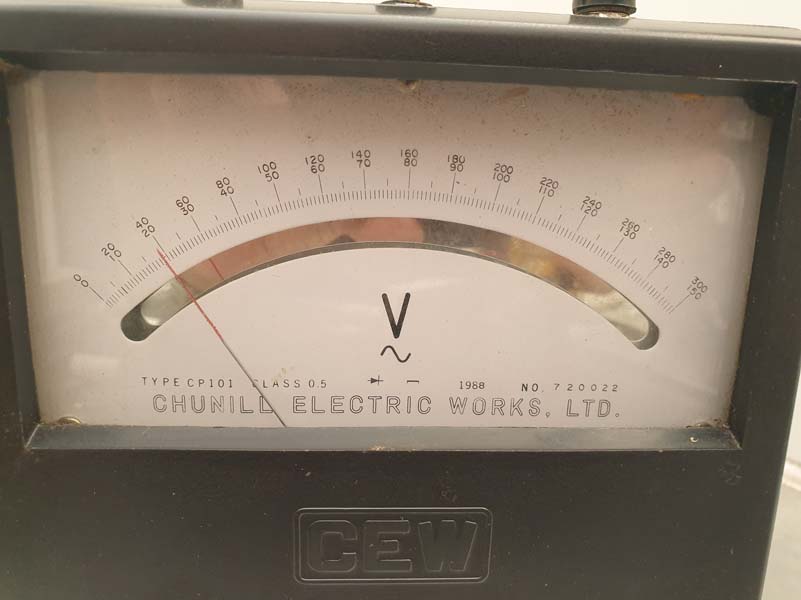 0 20 40 60 80 100 120 140 160 180 200 220 240 260 280 300
0 10 20 30 40 50 60 70 80 90 100 110 120 130 140 150
V
~
TYPE CP101 CLASS 0.5 1988 NO. 720022
CHUNILL ELECTRIC WORKS, LTD.
CEW